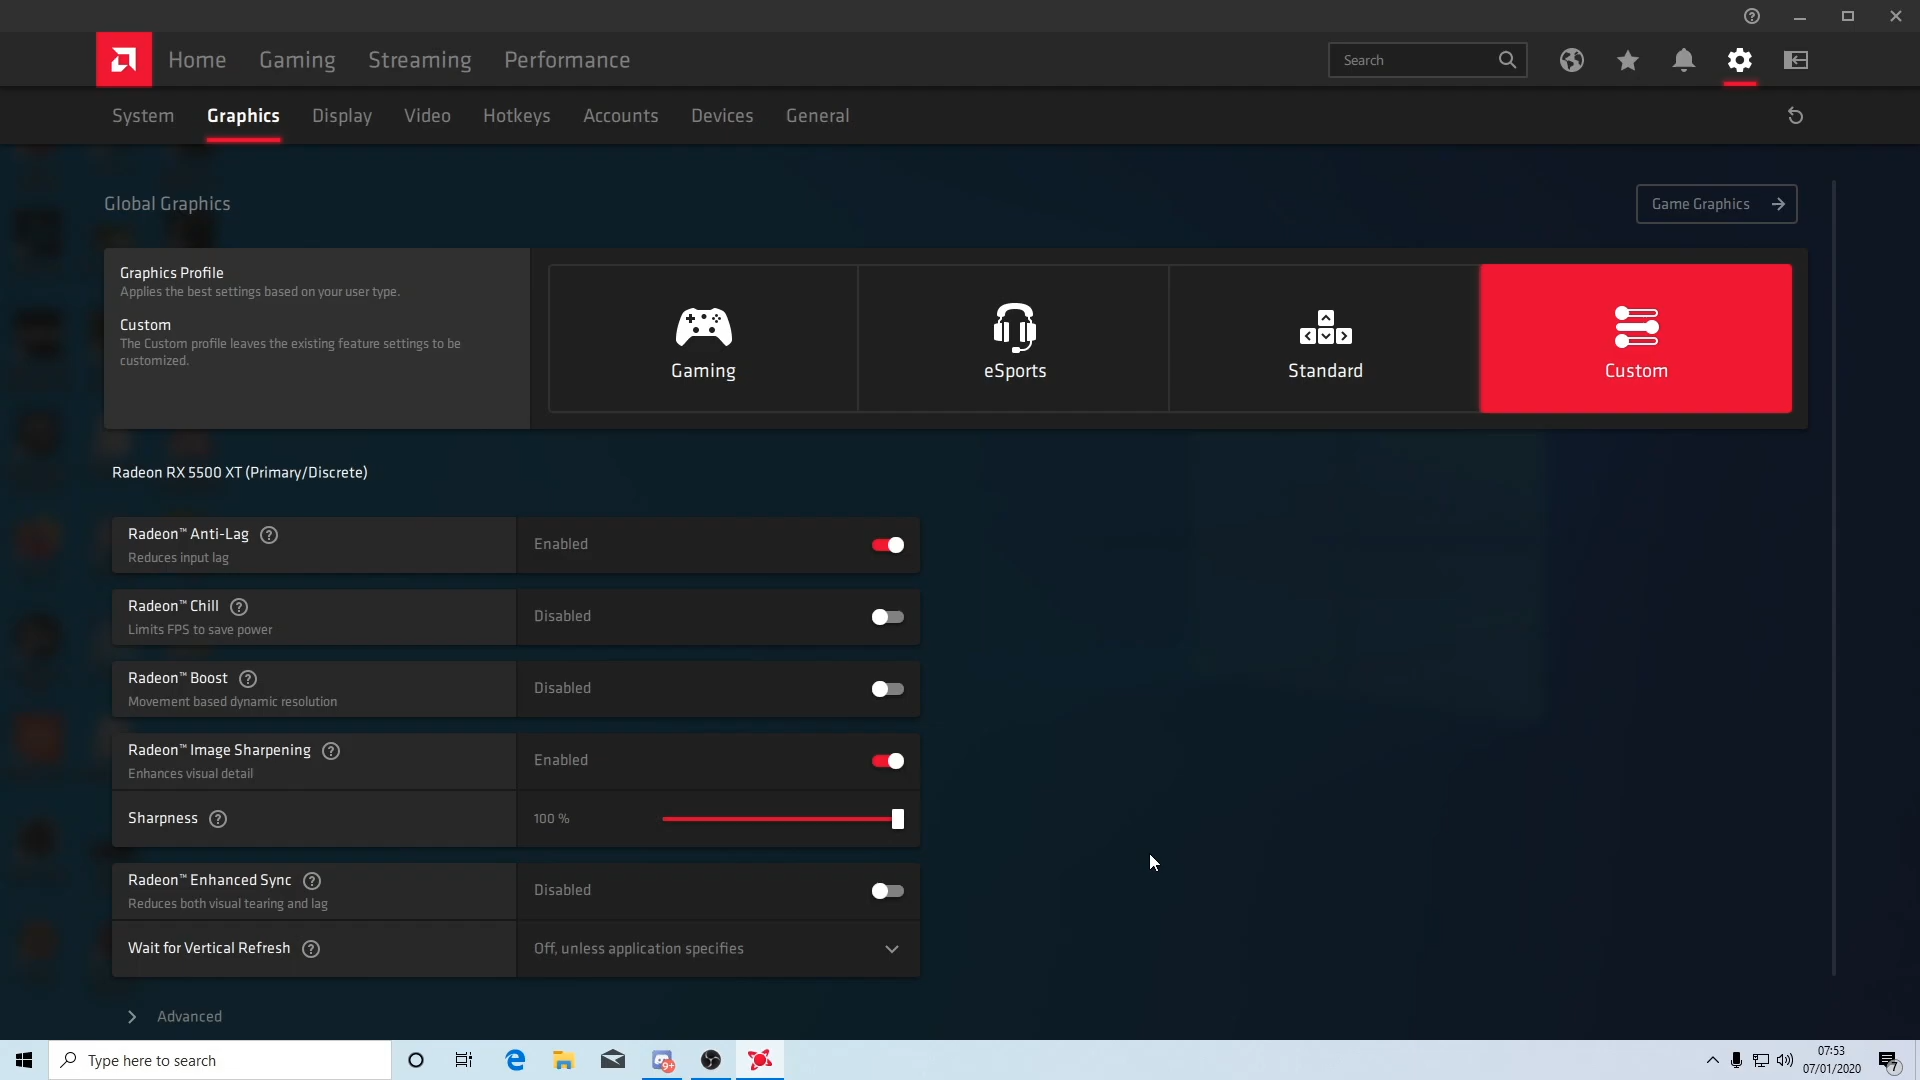 Home Gaming Streaming Performance Search
System Graphics Display Video Hotkeys Accounts Devices General
Global Graphics
Game Graphics
Graphics Profile
Applies the best settings based on your user type.
Custom
The Custom profile leaves the existing feature settings to be
customized.
Gaming
eSports
Standard
Custom
Radeon RX 5500 XT (Primary/Discrete)
Radeon™ Anti-Lag ?
Reduces input lag
Enabled
Radeon™ Chill ?
Limits FPS to save power
Disabled
Radeon™ Boost ?
Movement based dynamic resolution
Disabled
Radeon™ Image Sharpening ?
Enhances visual detail
Enabled
Sharpness ?
100 %
Radeon™ Enhanced Sync ?
Reduces both visual tearing and lag
Disabled
Wait for Vertical Refresh ?
Off, unless application specifies
Advanced
Type here to search
9+
07:53
07/01/2020
7